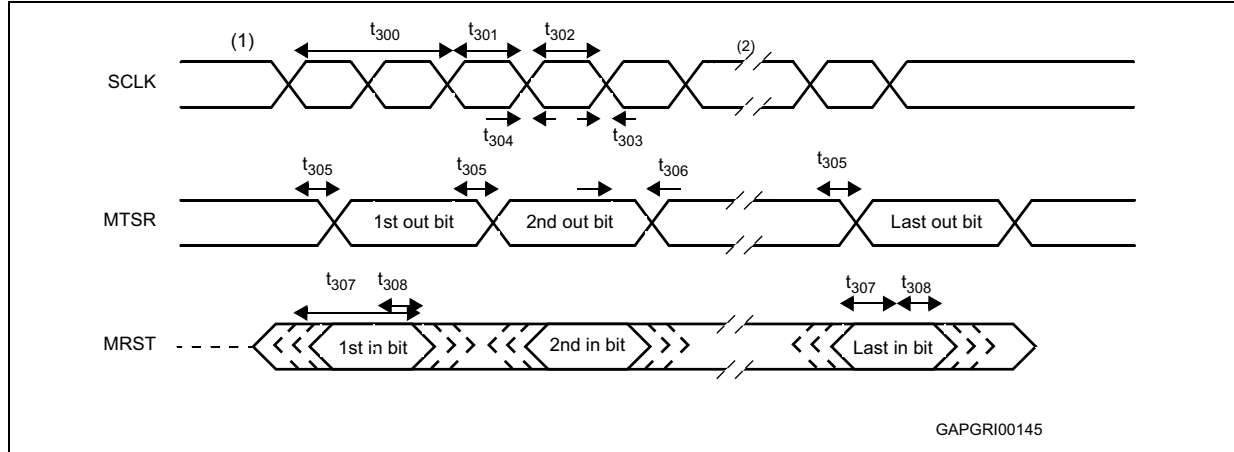 (1) t300 t301 t302 (2)
SCLK
t304 t303
t305 t305 t306 t305
MTSR 1st out bit 2nd out bit Last out bit
t307 t308 t307 t308
MRST 1st in bit 2nd in bit Last in bit
GAPGRI00145